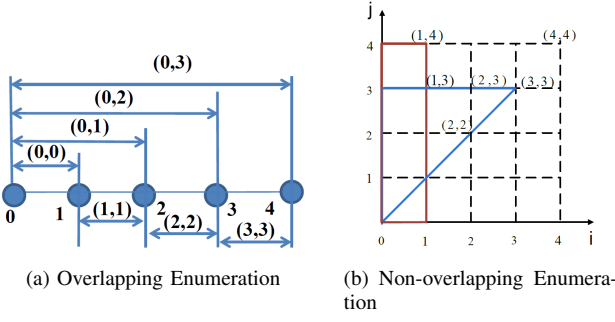 (0,3)
(0,2)
(0,1)
(0,0)
0 1 2 3 4
(1,1)
(2,2)
(3,3)
(a) Overlapping Enumeration
j
4 (1,4) (4,4)
3 (1,3) (2,3) (3,3)
2 (2,2)
1
0
0 1 2 3 4
i
(b) Non-overlapping Enumera-
tion